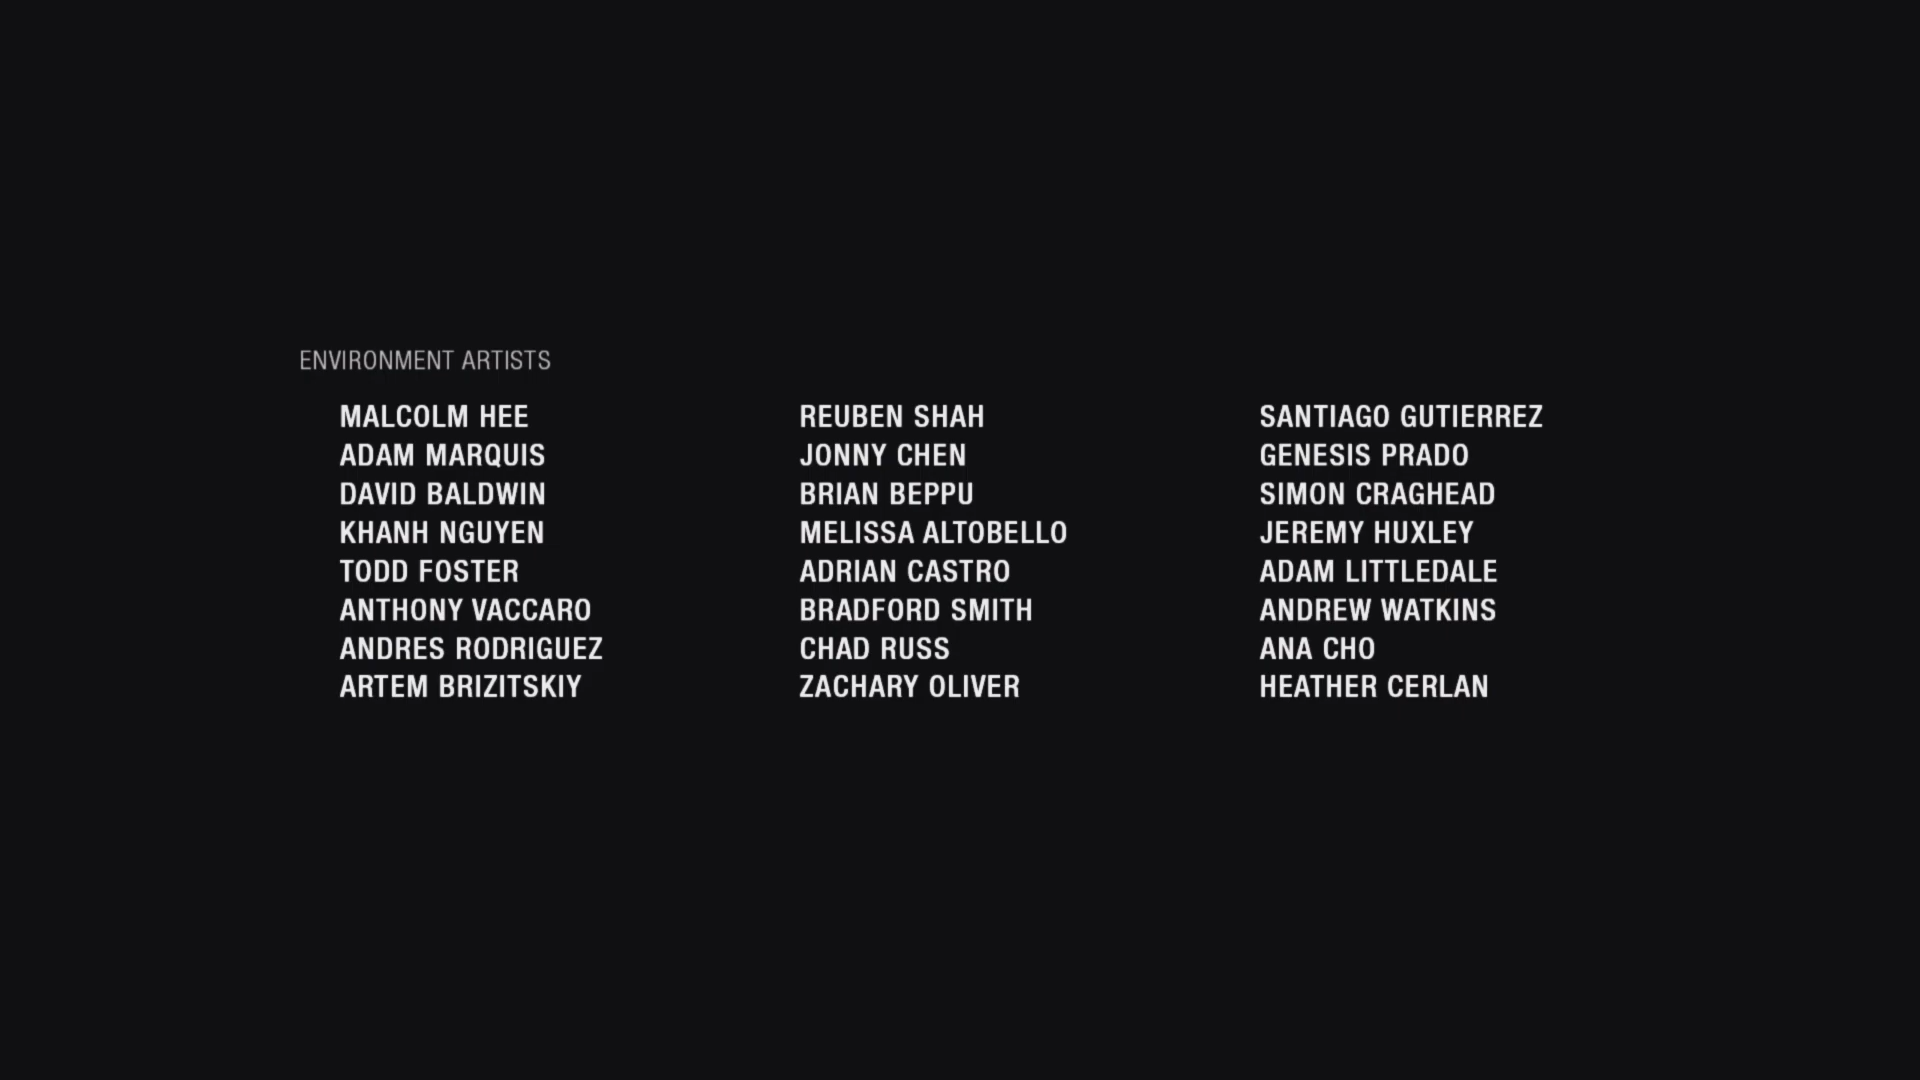 ENVIRONMENT ARTISTS
MALCOLM HEE
ADAM MARQUIS
DAVID BALDWIN
KHANH NGUYEN
TODD FOSTER
ANTHONY VACCARO
ANDRES RODRIGUEZ
ARTEM BRIZITSKIY
REUBEN SHAH
JONNY CHEN
BRIAN BEPPU
MELISSA ALTOBELLO
ADRIAN CASTRO
BRADFORD SMITH
CHAD RUSS
ZACHARY OLIVER
SANTIAGO GUTIERREZ
GENESIS PRADO
SIMON CRAGHEAD
JEREMY HUXLEY
ADAM LITTLEDALE
ANDREW WATKINS
ANA CHO
HEATHER CERLAN